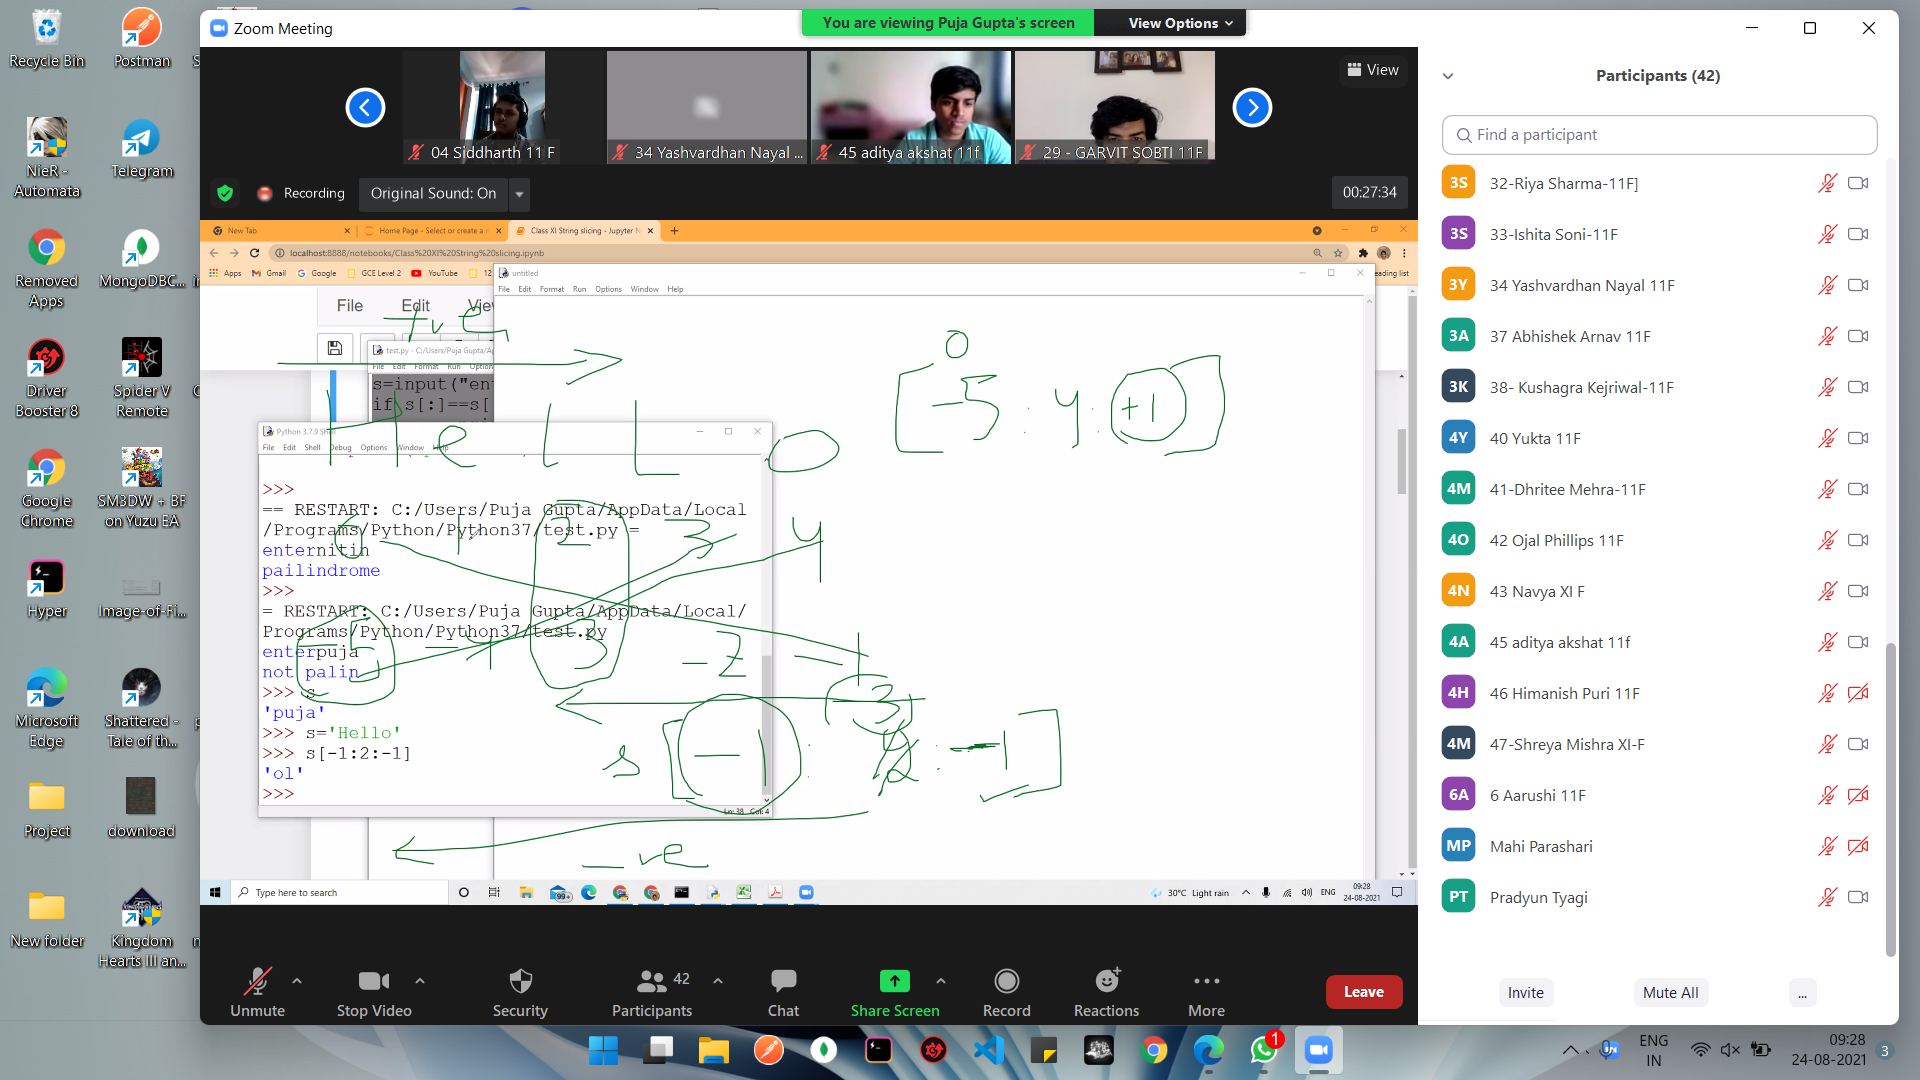 Recycle Bin
Postman
NieR -
Automata
Telegram
Removed
Apps
MongoDBC...
Driver
Booster 8
Spider V
Remote
Google
Chrome
SM3DW + BF
on Yuzu EA
Hyper
Image-of-Fi...
Microsoft
Edge
Shattered -
Tale of th...
Project
download
New folder
Kingdom
Hearts III an...
Zoom Meeting
You are viewing Puja Gupta's screen
View Options
View
04 Siddharth 11 F
34 Yashvardhan Nayal ...
45 aditya akshat 11f
29 - GARVIT SOBTI 11F
Recording
Original Sound: On
00:27:34
New Tab
Home Page - Select or create a n
Class XI String slicing - Jupyter N
localhost:8888/notebooks/Class%20XI%20String%20slicing.ipynb
Apps
Gmail
Google
GCE Level 2
YouTube
12
eading list
File Edit View
untitled
File Edit Format Run Options Window Help
test.py - C:/Users/Puja Gupta/Ap
File Edit Format Run Option
s=input("en
if s[:]==s[
Python 3.7.9 Shell
File Edit Shell Debug Options Window Help
>>>
== RESTART: C:/Users/Puja Gupta/AppData/Local
/Programs/Python/Python37/test.py =
enternitin
pailindrome
>>>
= RESTART: C:/Users/Puja Gupta/AppData/Local/
Programs/Python/Python37/test.py
enterpuja
not palin
>>> s
'puja'
>>> s='Hello'
>>> s[-1:2:-1]
'ol'
>>>
Ln: 38 Col: 4
+ve
H e l L o
1 2 3 4
-5 -4 3 -2 -1
0
[-5 : 4 : +1]
3
s [-1 : 2 : -1]
-ve
Type here to search
99+
30°C Light rain
ENG
09:28
24-08-2021
Unmute
Stop Video
Security
Participants
42
Chat
Share Screen
Record
Reactions
More
Leave
Participants (42)
Find a participant
3S 32-Riya Sharma-11F]
3S 33-Ishita Soni-11F
3Y 34 Yashvardhan Nayal 11F
3A 37 Abhishek Arnav 11F
3K 38- Kushagra Kejriwal-11F
4Y 40 Yukta 11F
4M 41-Dhritee Mehra-11F
4O 42 Ojal Phillips 11F
4N 43 Navya XI F
4A 45 aditya akshat 11f
4H 46 Himanish Puri 11F
4M 47-Shreya Mishra XI-F
6A 6 Aarushi 11F
MP Mahi Parashari
PT Pradyun Tyagi
Invite
Mute All
...
1
ENG
IN
09:28
24-08-2021
3